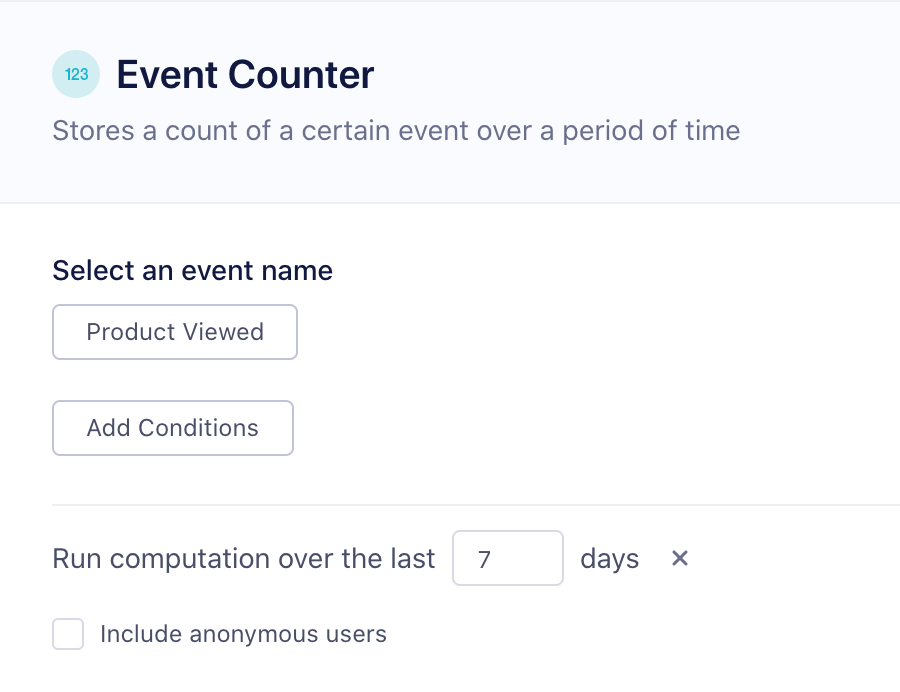 123
Event Counter
Stores a count of a certain event over a period of time
Select an event name
Product Viewed
Add Conditions
Run computation over the last 7 days ×
Include anonymous users